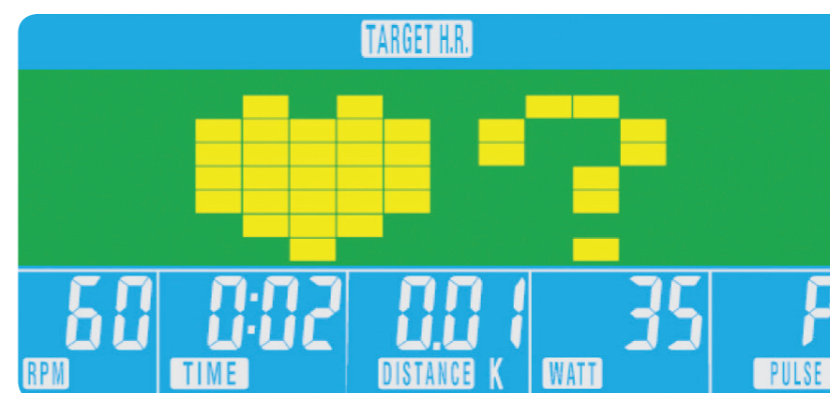 TARGET H.R.
?
60 0:02 0.01 35 P
RPM TIME DISTANCE K WATT PULSE